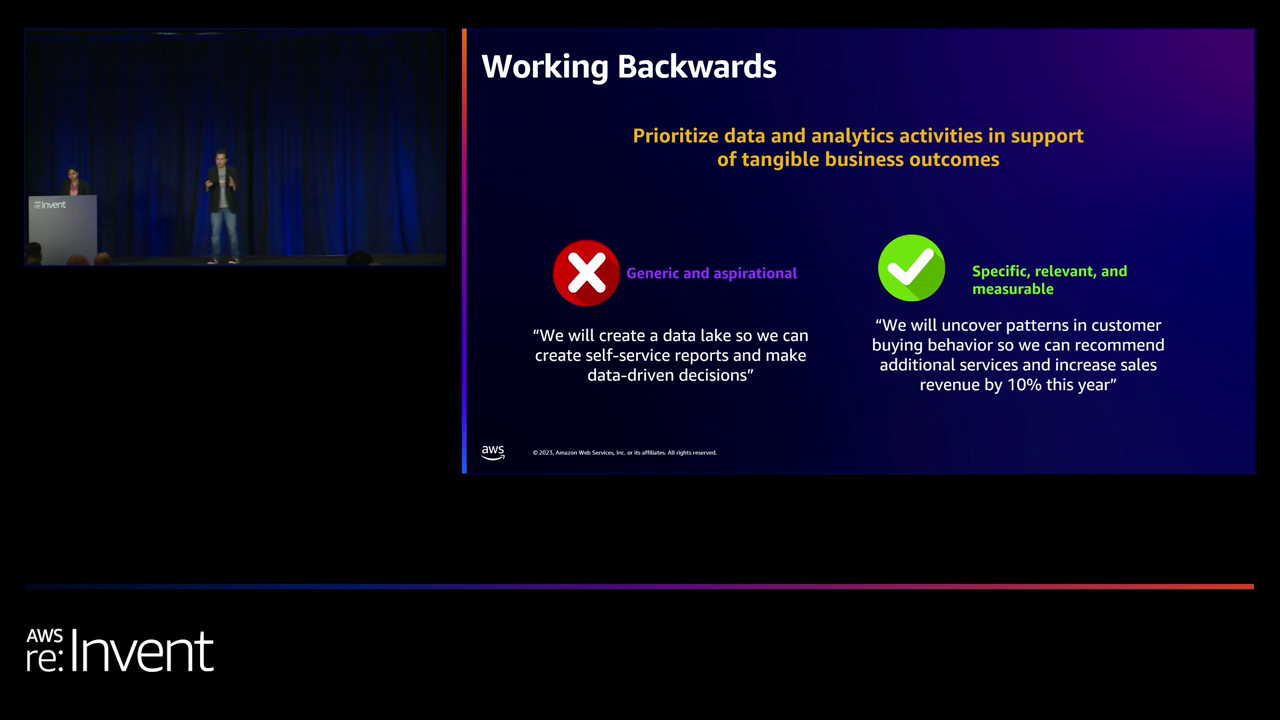 Working Backwards
Prioritize data and analytics activities in support
of tangible business outcomes
Generic and aspirational
“We will create a data lake so we can
create self-service reports and make
data-driven decisions”
Specific, relevant, and
measurable
“We will uncover patterns in customer
buying behavior so we can recommend
additional services and increase sales
revenue by 10% this year”
aws
© 2023, Amazon Web Services, Inc. or its affiliates. All rights reserved.
aws
re:Invent
AWS
re:Invent